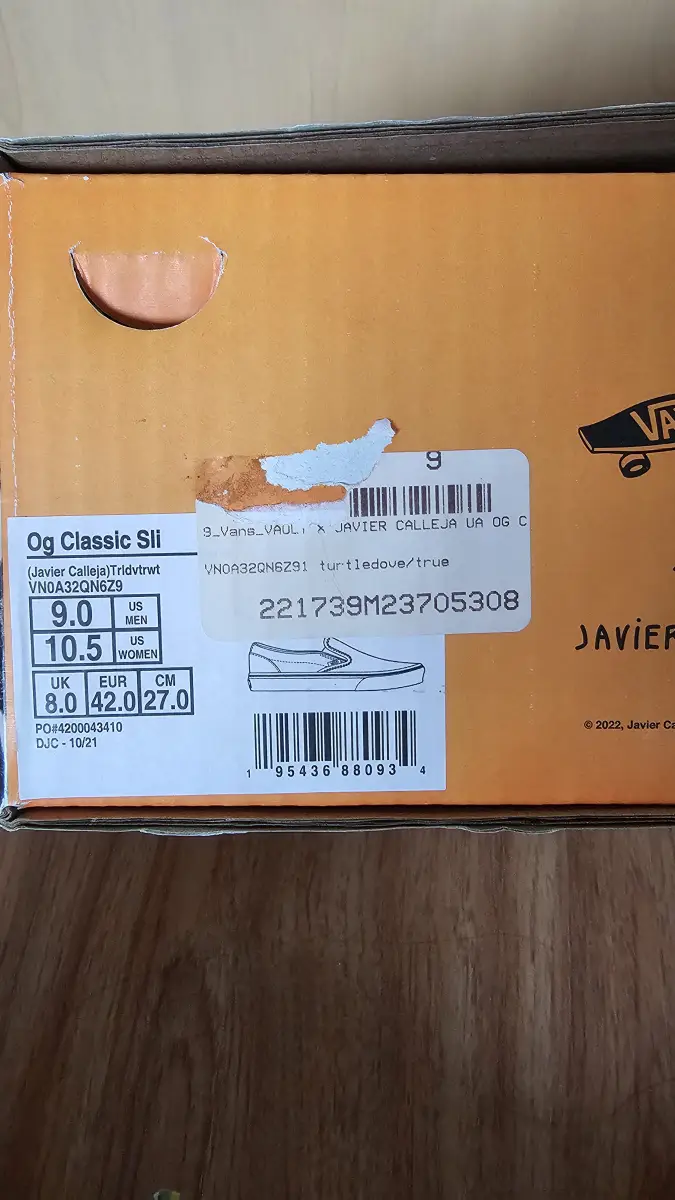 VA
9
9_Vans_VAULT x JAVIER CALLEJA UA OG C
VN0A32QN6Z91 turtledove/true
221739M23705308
Og Classic Sli
(Javier Calleja)Trldvtrwt
VN0A32QN6Z9
9.0 US MEN
10.5 US WOMEN
UK 8.0 EUR 42.0 CM 27.0
PO#4200043410
DJC - 10/21
1 95436 88093 4
JAViER
© 2022, Javier Ca